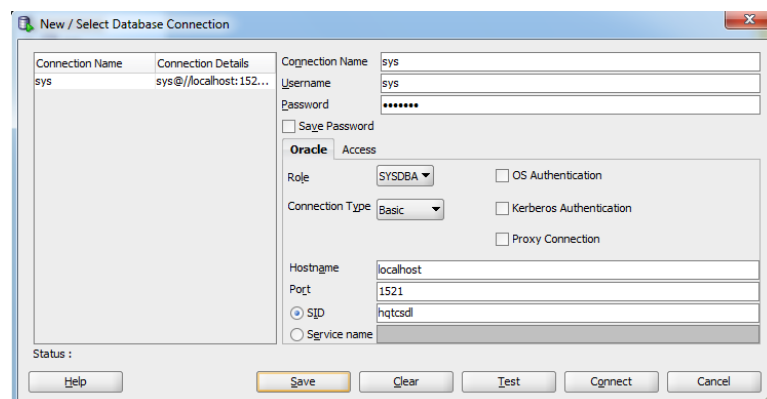 New / Select Database Connection
Connection Name Connection Details
sys sys@//localhost:152...
Connection Name sys
Username sys
Password •••••••
Save Password
Oracle Access
Role SYSDBA OS Authentication
Connection Type Basic Kerberos Authentication
Proxy Connection
Hostname localhost
Port 1521
SID hqtcsdl
Service name
Status :
Help Save Clear Test Connect Cancel